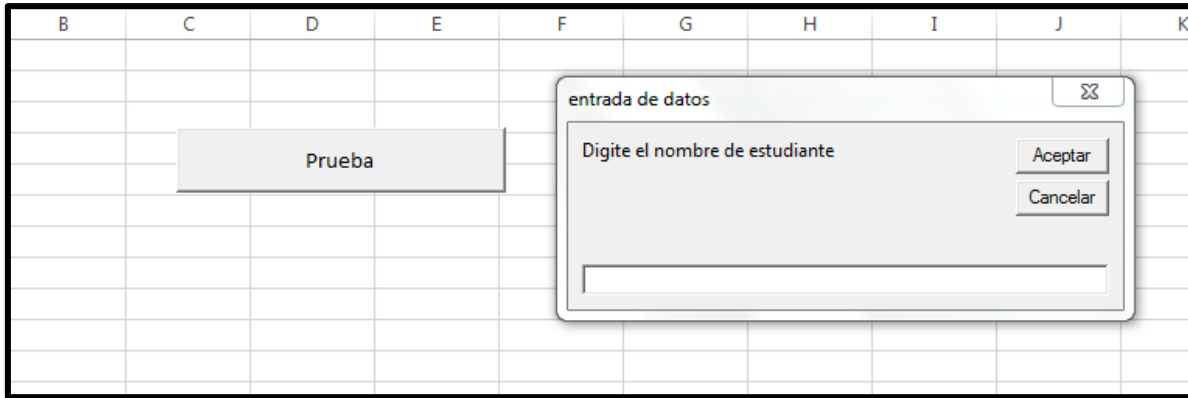 B C D E F G H I J K
entrada de datos
Prueba
Digite el nombre de estudiante
Aceptar
Cancelar